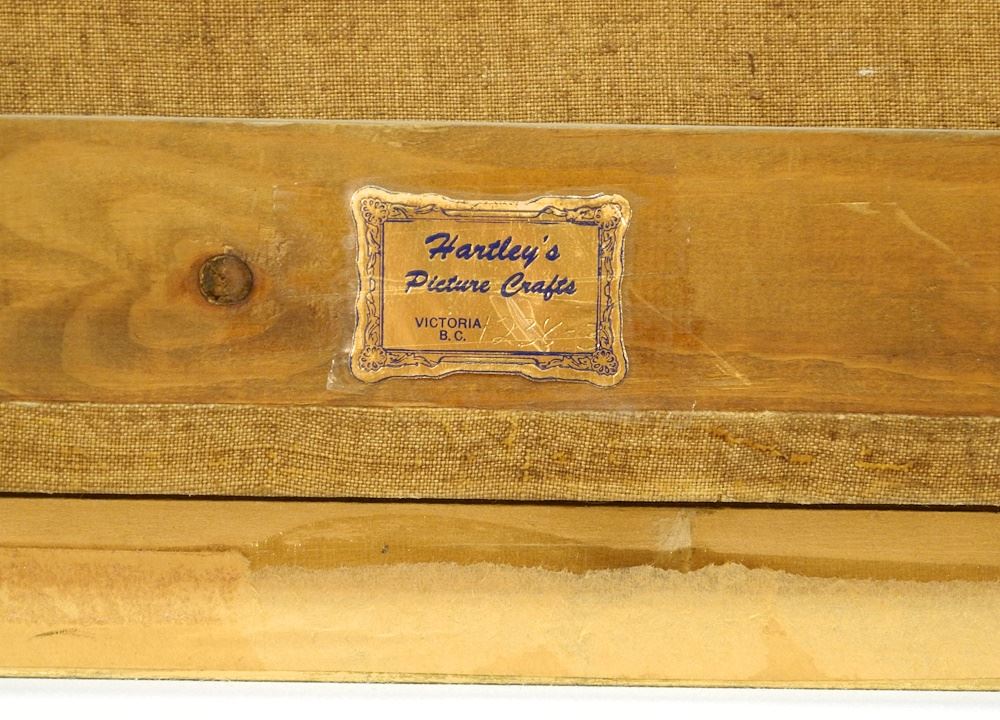 Hartley's
Picture Crafts
VICTORIA
B.C.